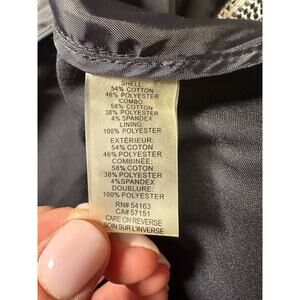 SHELL:
54% COTTON
46% POLYESTER
COMBO:
58% COTTON
38% POLYESTER
4% SPANDEX
LINING:
100% POLYESTER
EXTÉRIEUR:
54% COTON
46% POLYESTER
COMBINÉE:
58% COTON
38% POLYESTER
4%SPANDEX
DOUBLURE:
100% POLYESTER
RN# 54163
CA# 57151
CARE ON REVERSE
SOIN SUR L'INVERSE